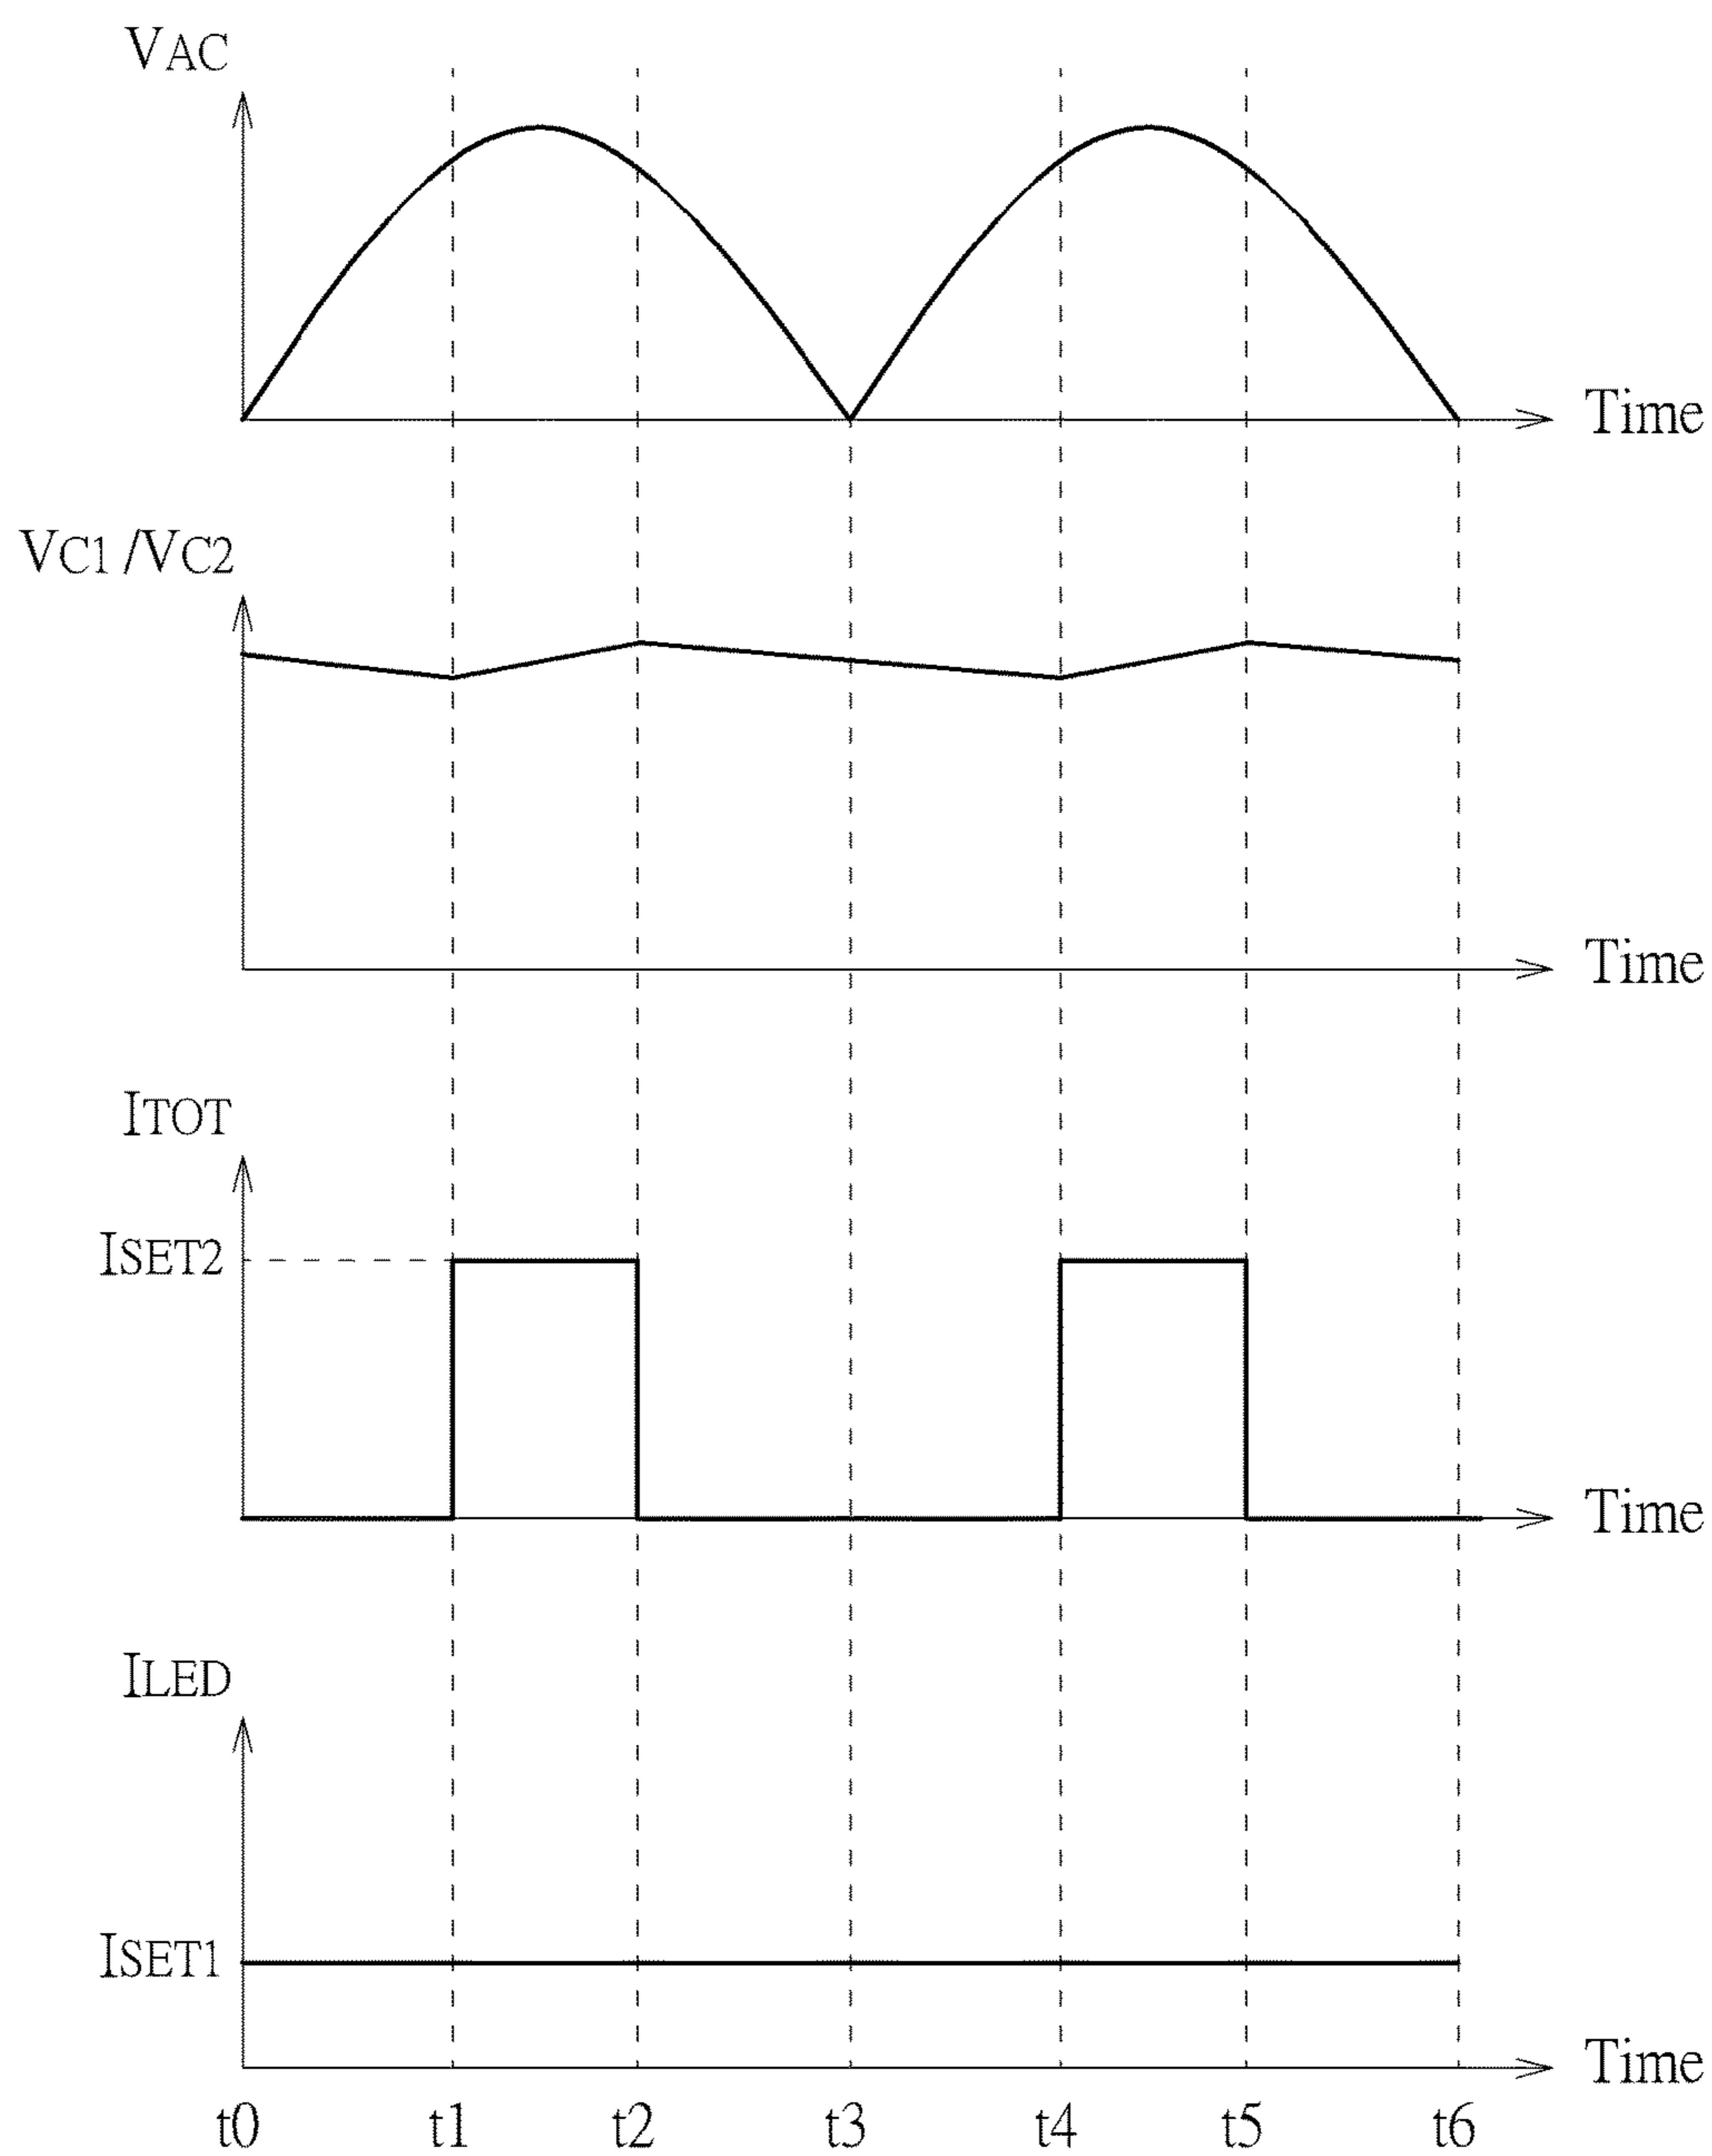 VAC
Time
VC1 /VC2
Time
ITOT
ISET2
Time
ILED
ISET1
Time
t0 t1 t2 t3 t4 t5 t6